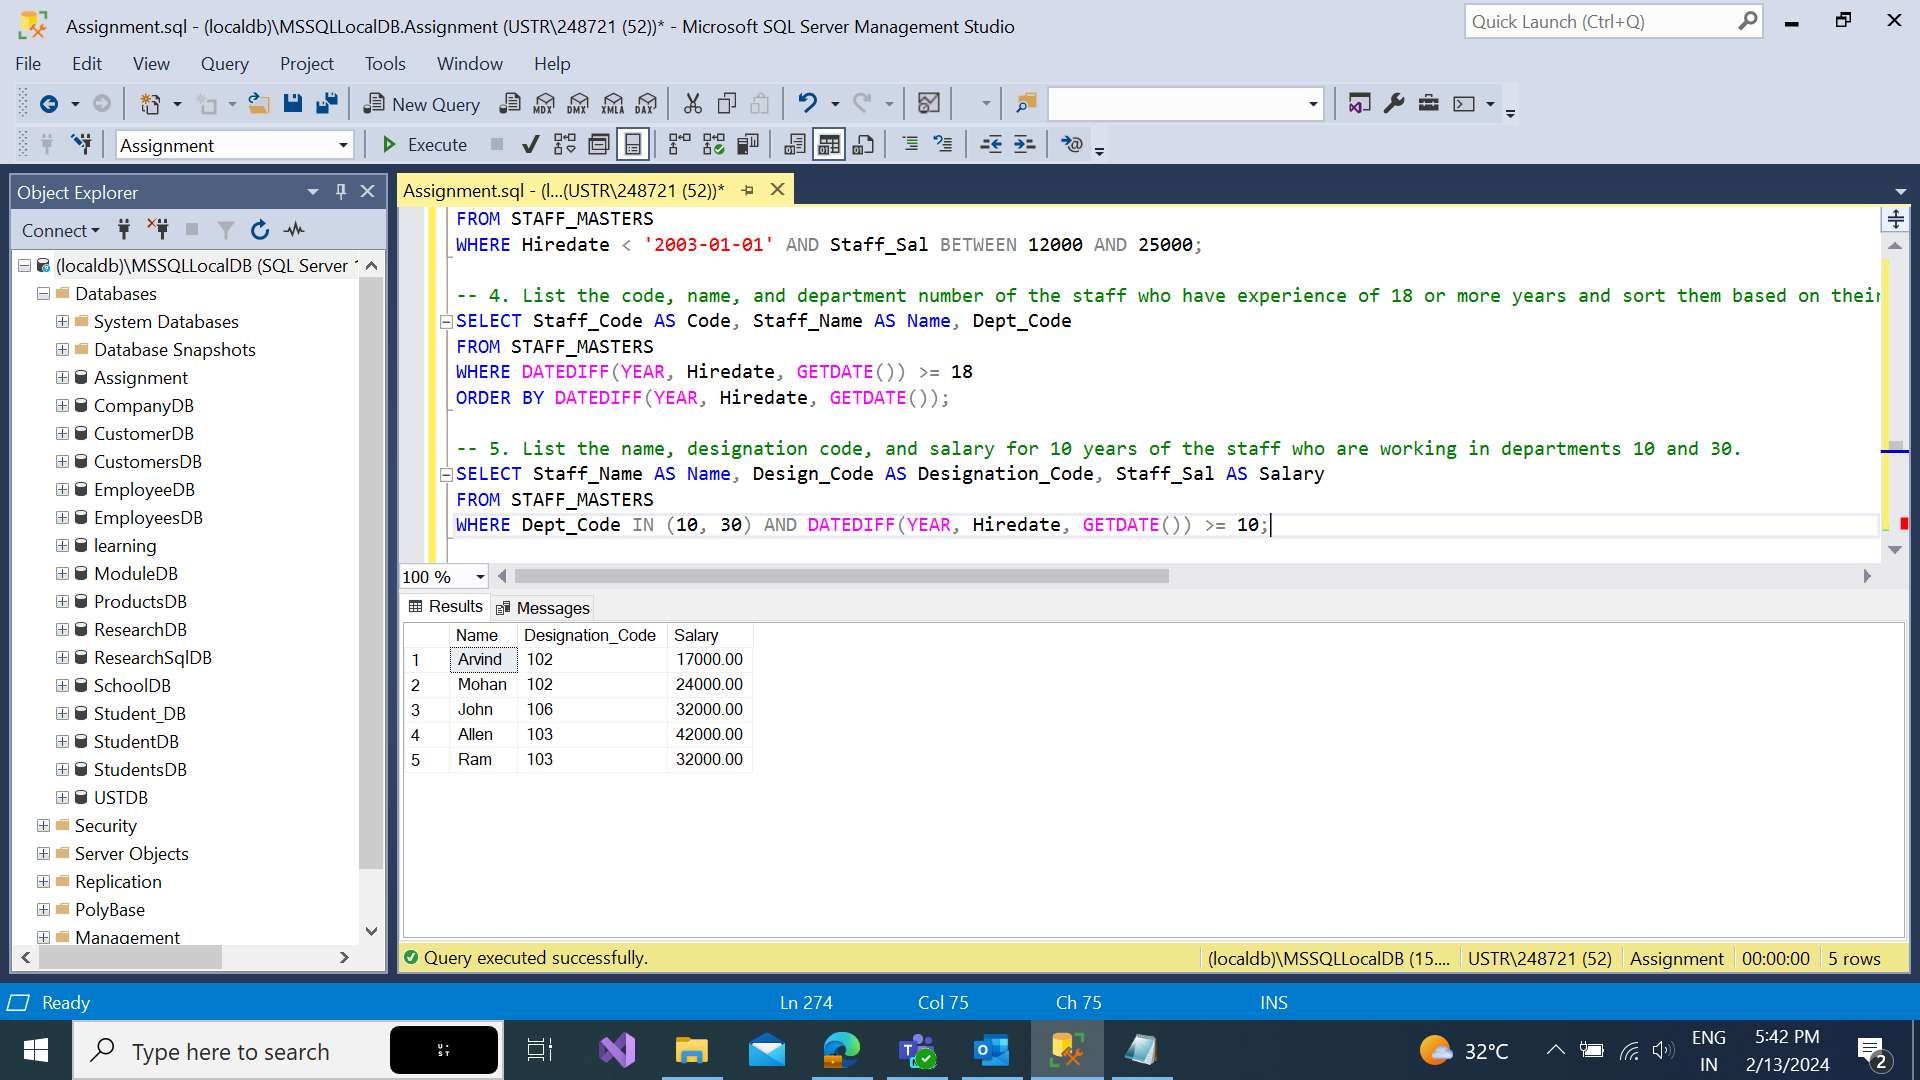 Assignment.sql - (localdb)\MSSQLLocalDB.Assignment (USTR\248721 (52))* - Microsoft SQL Server Management Studio
Quick Launch (Ctrl+Q)
File Edit View Query Project Tools Window Help
New Query MDX DMX XMLA DAX
Assignment Execute
Object Explorer
Assignment.sql - (l...(USTR\248721 (52))*
Connect
(localdb)\MSSQLLocalDB (SQL Server 1
Databases
System Databases
Database Snapshots
Assignment
CompanyDB
CustomerDB
CustomersDB
EmployeeDB
EmployeesDB
learning
ModuleDB
ProductsDB
ResearchDB
ResearchSqlDB
SchoolDB
Student_DB
StudentDB
StudentsDB
USTDB
Security
Server Objects
Replication
PolyBase
Management
FROM STAFF_MASTERS
WHERE Hiredate < '2003-01-01' AND Staff_Sal BETWEEN 12000 AND 25000;
-- 4. List the code, name, and department number of the staff who have experience of 18 or more years and sort them based on their
SELECT Staff_Code AS Code, Staff_Name AS Name, Dept_Code
FROM STAFF_MASTERS
WHERE DATEDIFF(YEAR, Hiredate, GETDATE()) >= 18
ORDER BY DATEDIFF(YEAR, Hiredate, GETDATE());
-- 5. List the name, designation code, and salary for 10 years of the staff who are working in departments 10 and 30.
SELECT Staff_Name AS Name, Design_Code AS Designation_Code, Staff_Sal AS Salary
FROM STAFF_MASTERS
WHERE Dept_Code IN (10, 30) AND DATEDIFF(YEAR, Hiredate, GETDATE()) >= 10;
100 %
Results Messages
Name Designation_Code Salary
1 Arvind 102 17000.00
2 Mohan 102 24000.00
3 John 106 32000.00
4 Allen 103 42000.00
5 Ram 103 32000.00
Query executed successfully. (localdb)\MSSQLLocalDB (15.... USTR\248721 (52) Assignment 00:00:00 5 rows
Ready Ln 274 Col 75 Ch 75 INS
Type here to search
32°C
ENG
IN
5:42 PM
2/13/2024
2